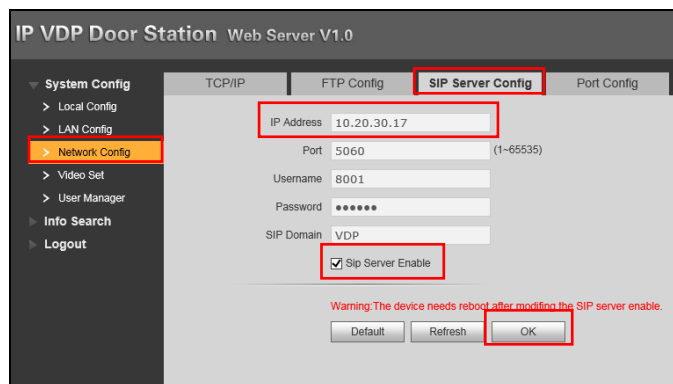 IP VDP Door Station Web Server V1.0
System Config
> Local Config
> LAN Config
> Network Config
> Video Set
> User Manager
Info Search
Logout
TCP/IP FTP Config SIP Server Config Port Config
IP Address 10.20.30.17
Port 5060 (1~65535)
Username 8001
Password ●●●●●●
SIP Domain VDP
Sip Server Enable
Warning:The device needs reboot after modifing the SIP server enable.
Default Refresh OK